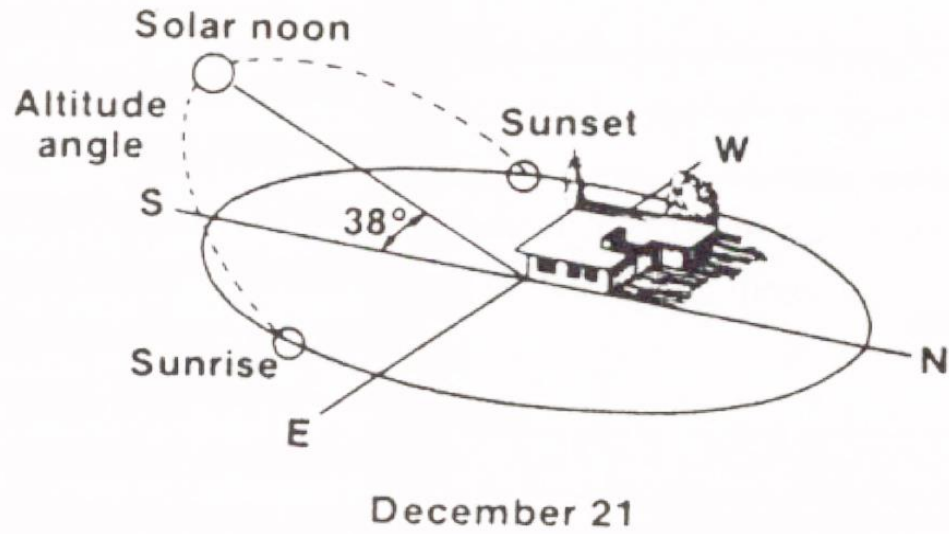 Solar noon
Altitude
angle
Sunset
W
S
38°
Sunrise
N
E
December 21